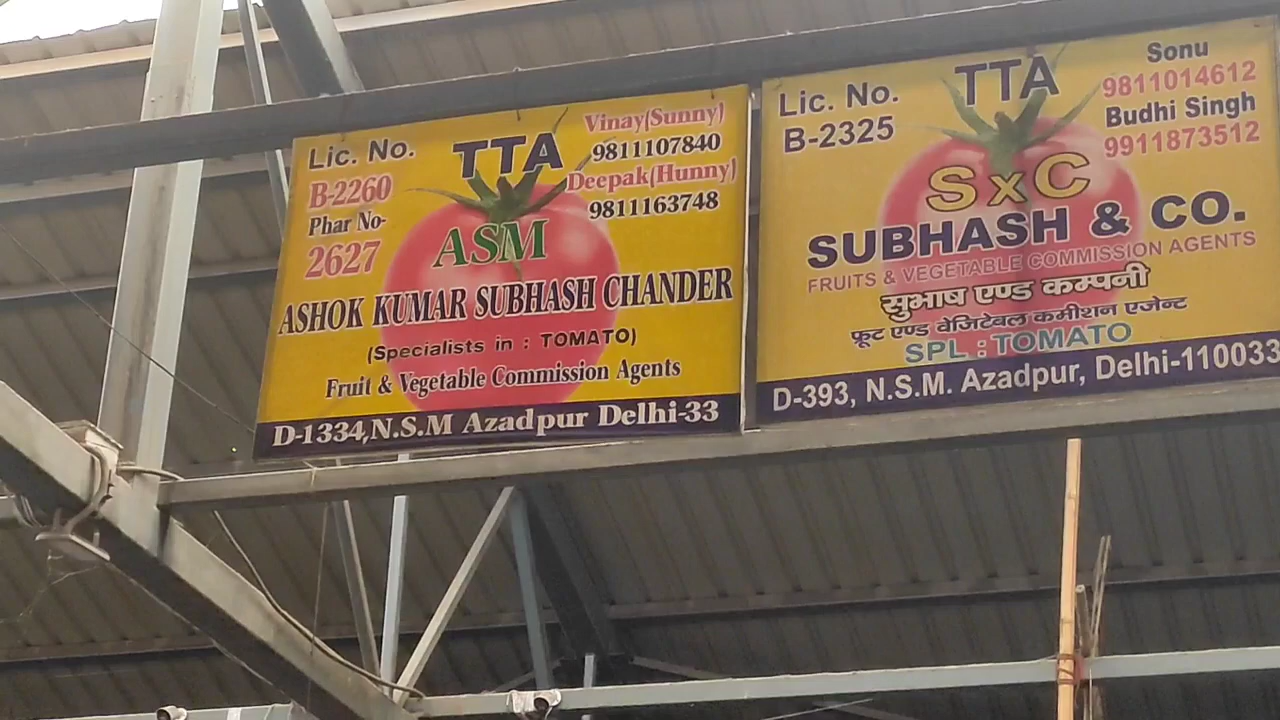 Lic. No.
B-2260
Phar No-
2627
TTA
Vinay(Sunny)
9811107840
Deepak(Hunny)
9811163748
ASM
ASHOK KUMAR SUBHASH CHANDER
(Specialists in : TOMATO)
Fruit & Vegetable Commission Agents
D-1334,N.S.M Azadpur Delhi-33
Lic. No.
B-2325
TTA
Sonu
9811014612
Budhi Singh
9911873512
SxC
SUBHASH & CO.
FRUITS & VEGETABLE COMMISSION AGENTS
सुभाष एण्ड कम्पनी
फ्रूट एण्ड वेजिटेबल कमीशन एजेन्ट
SPL : TOMATO
D-393, N.S.M. Azadpur, Delhi-110033